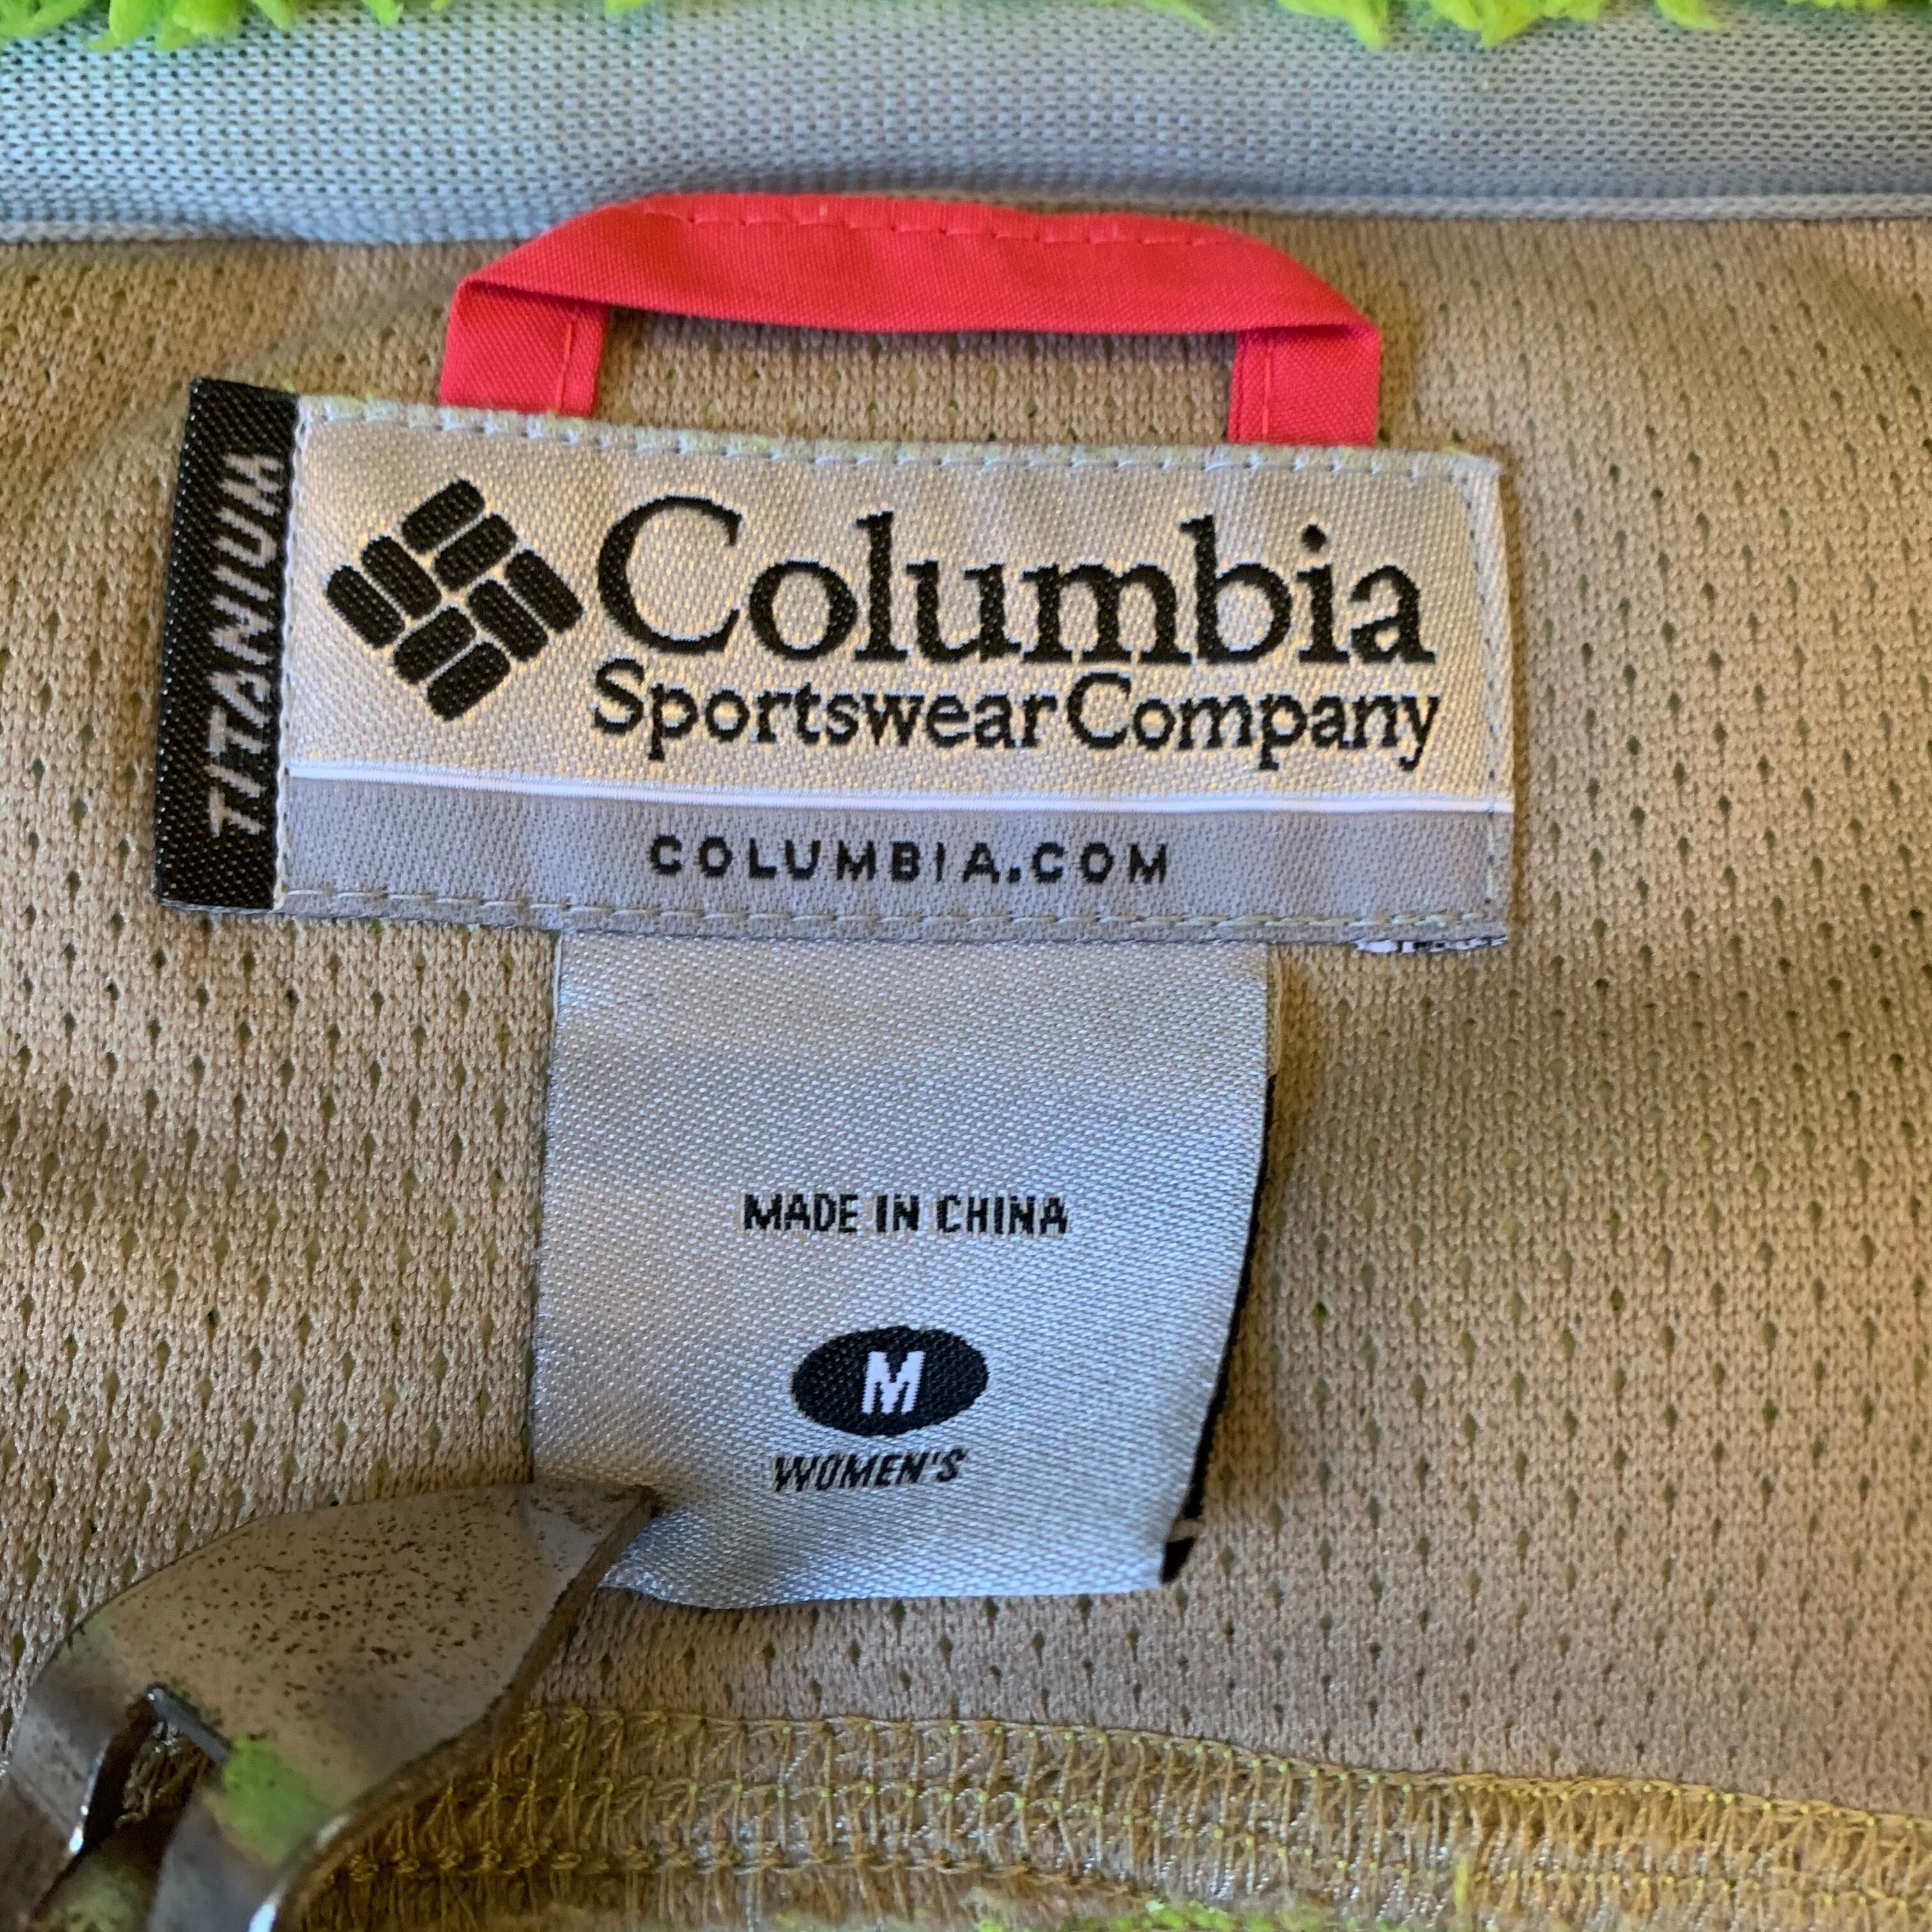 TITANIUM
Columbia
Sportswear Company
COLUMBIA.COM
MADE IN CHINA
M
WOMEN'S